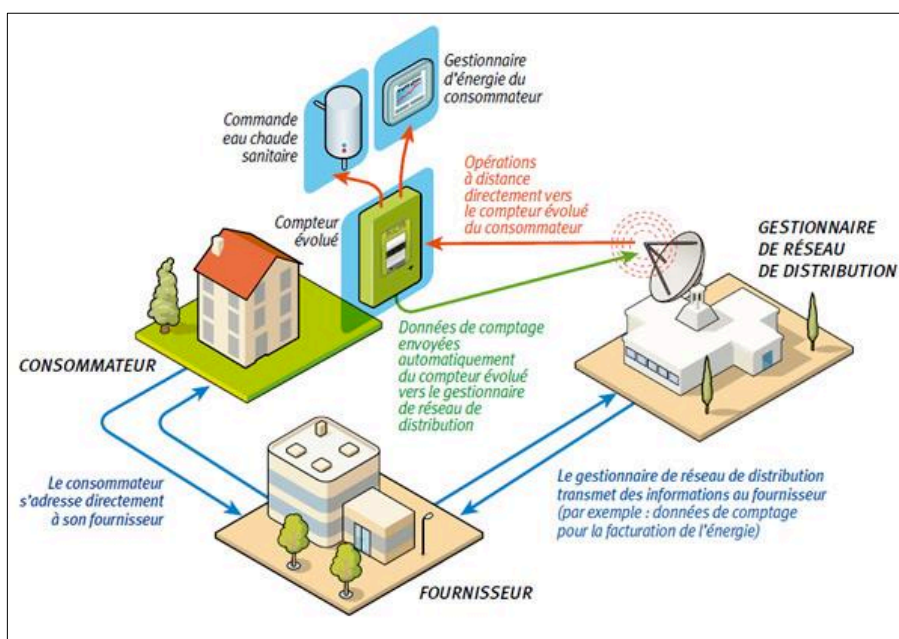 Gestionnaire
d'énergie du
consommateur
Commande
eau chaude
sanitaire
Compteur
évolué
Opérations
à distance
directement vers
le compteur évolué
du consommateur
GESTIONNAIRE
DE RÉSEAU
DE DISTRIBUTION
CONSOMMATEUR
Données de comptage
envoyées
automatiquement
du compteur évolué
vers le gestionnaire
de réseau de
distribution
Le consommateur
s'adresse directement
à son fournisseur
Le gestionnaire de réseau de distribution
transmet des informations au fournisseur
(par exemple : données de comptage
pour la facturation de l'énergie)
FOURNISSEUR